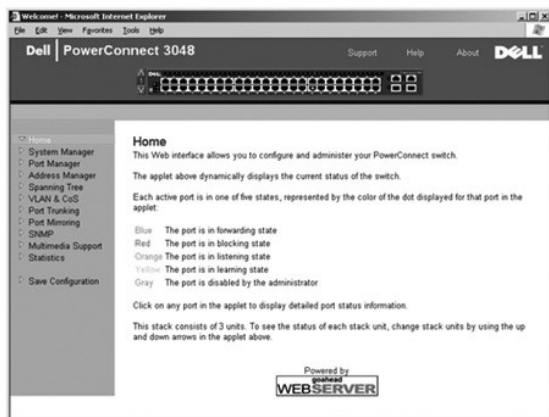 Welcome! - Microsoft Internet Explorer
File Edit View Favorites Tools Help
Dell | PowerConnect 3048
Support Help About DELL
Home
System Manager
Port Manager
Address Manager
Spanning Tree
VLAN & CoS
Port Trunking
Port Mirroring
SNMP
Multimedia Support
Statistics
Save Configuration
Home
This Web interface allows you to configure and administer your PowerConnect switch.
The applet above dynamically displays the current status of the switch.
Each active port is in one of five states, represented by the color of the dot displayed for that port in the
applet:
Blue The port is in forwarding state
Red The port is in blocking state
Orange The port is in listening state
Yellow The port is in learning state
Gray The port is disabled by the administrator
Click on any port in the applet to display detailed port status information.
This stack consists of 3 units. To see the status of each stack unit, change stack units by using the up
and down arrows in the applet above.
Powered by
goahead
WEBSERVER